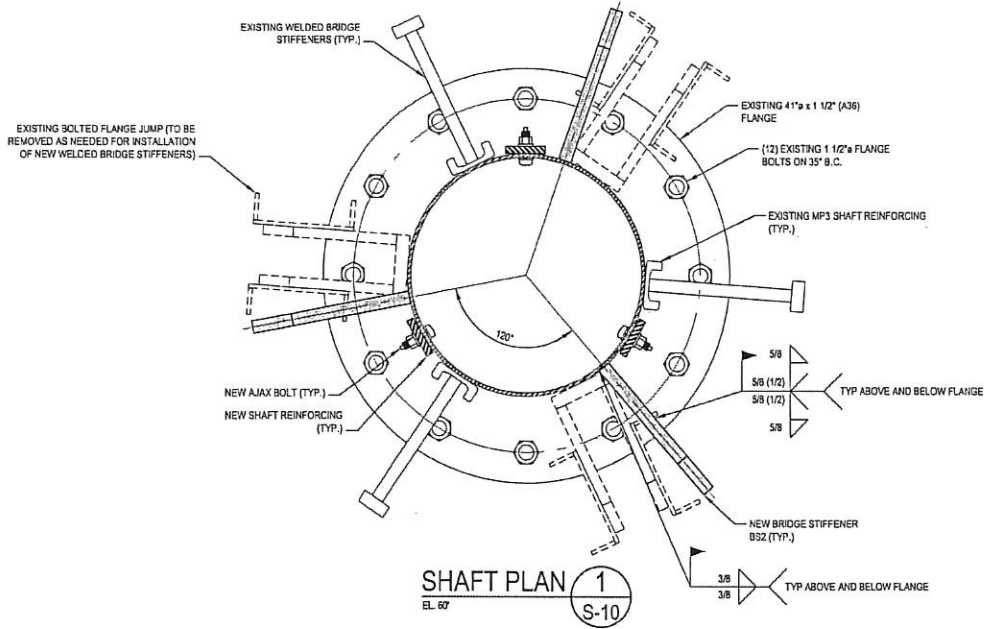 EXISTING WELDED BRIDGE
STIFFENERS (TYP.)
EXISTING BOLTED FLANGE JUMP (TO BE
REMOVED AS NEEDED FOR INSTALLATION
OF NEW WELDED BRIDGE STIFFENERS)
EXISTING 41"ø x 1 1/2" (A36)
FLANGE
(12) EXISTING 1 1/2"ø FLANGE
BOLTS ON 35" B.C.
EXISTING MP3 SHAFT REINFORCING
(TYP.)
120°
NEW AJAX BOLT (TYP.)
NEW SHAFT REINFORCING
(TYP.)
5/8
5/8 (1/2)
5/8 (1/2)
5/8
TYP ABOVE AND BELOW FLANGE
NEW BRIDGE STIFFENER
BS2 (TYP.)
3/8
3/8
TYP ABOVE AND BELOW FLANGE
SHAFT PLAN
EL. 60'
1
S-10